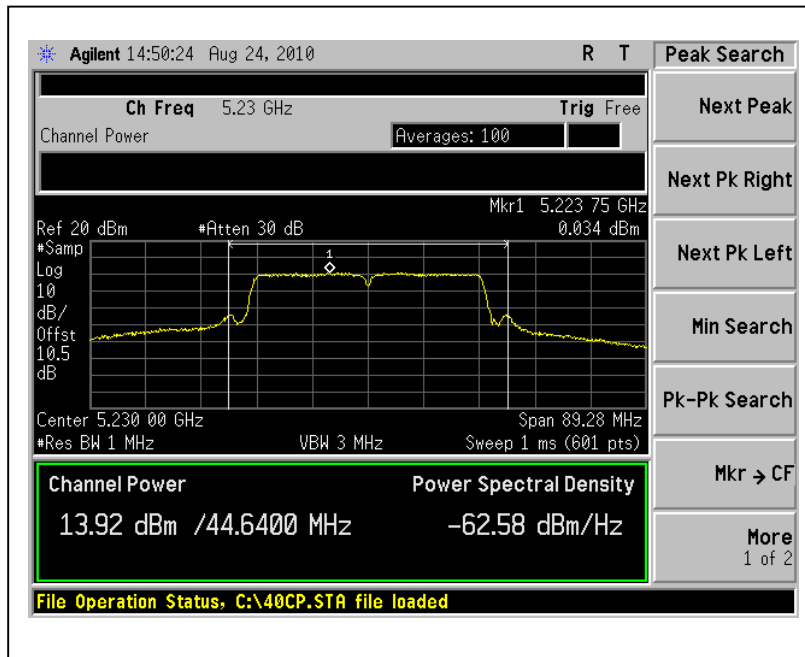 Agilent 14:50:24 Aug 24, 2010 R T
Peak Search
Ch Freq 5.23 GHz Trig Free
Channel Power Averages: 100
Mkr1 5.223 75 GHz
Ref 20 dBm #Atten 30 dB 0.034 dBm
#Samp
Log
10
dB/
Offst
10.5
dB
1
Center 5.230 00 GHz Span 89.28 MHz
#Res BW 1 MHz VBW 3 MHz Sweep 1 ms (601 pts)
Channel Power Power Spectral Density
13.92 dBm /44.6400 MHz -62.58 dBm/Hz
File Operation Status, C:\40CP.STA file loaded
Next Peak
Next Pk Right
Next Pk Left
Min Search
Pk-Pk Search
Mkr → CF
More
1 of 2